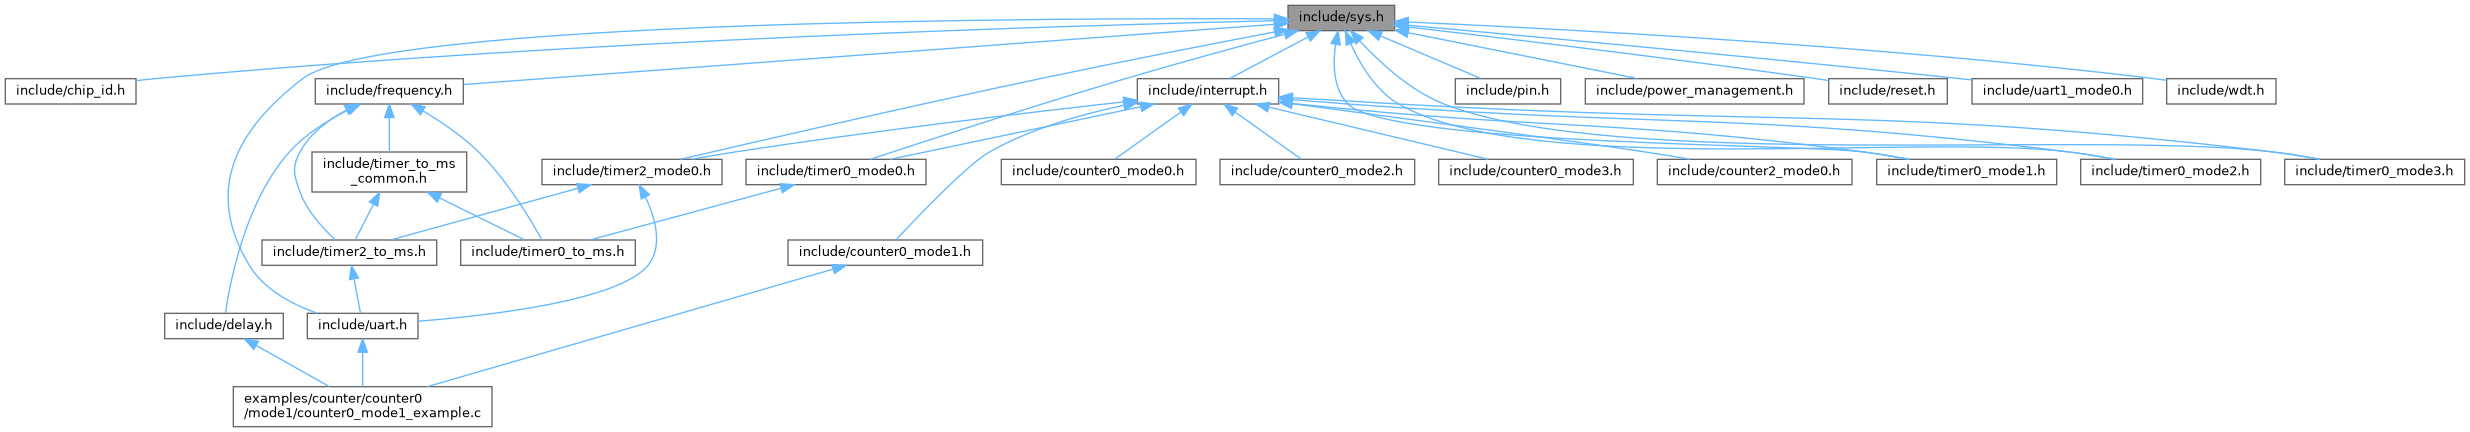 include/sys.h
include/chip_id.h
include/frequency.h
include/interrupt.h
include/pin.h
include/power_management.h
include/reset.h
include/uart1_mode0.h
include/wdt.h
include/timer_to_ms
_common.h
include/timer2_mode0.h
include/timer0_mode0.h
include/counter0_mode0.h
include/counter0_mode2.h
include/counter0_mode3.h
include/counter2_mode0.h
include/timer0_mode1.h
include/timer0_mode2.h
include/timer0_mode3.h
include/timer2_to_ms.h
include/timer0_to_ms.h
include/counter0_mode1.h
include/delay.h
include/uart.h
examples/counter/counter0
/mode1/counter0_mode1_example.c